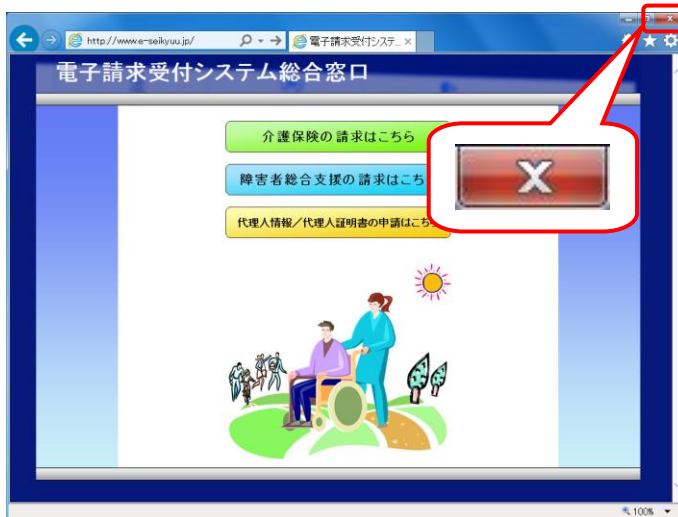 http://www.e-seikyuu.jp/
電子請求受付システ... ×
電子請求受付システム総合窓口
介護保険の請求はこちら
障害者総合支援の請求はこち
代理人情報／代理人証明書の申請はこち
100%